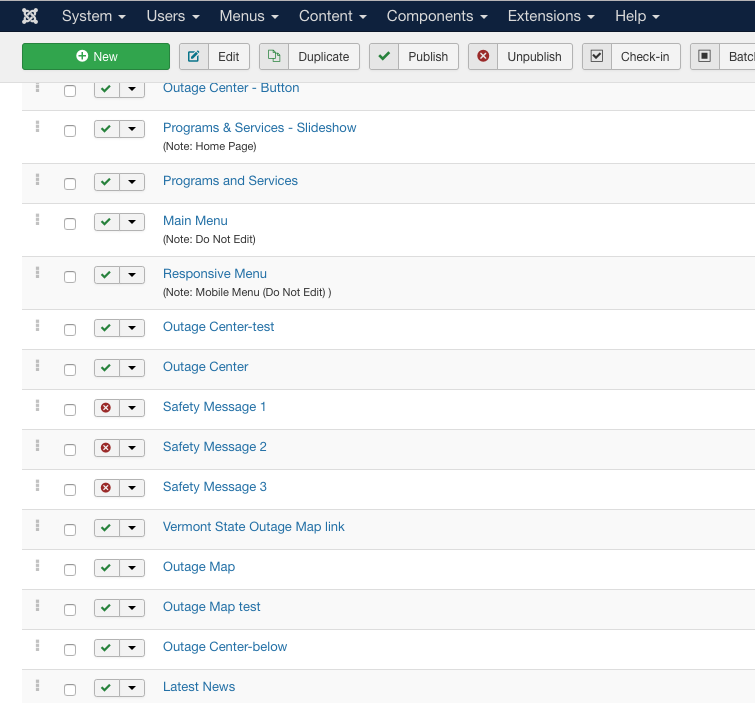 System Users Menus Content Components Extensions Help
New Edit Duplicate Publish Unpublish Check-in
Outage Center - Button
Programs & Services - Slideshow
(Note: Home Page)
Programs and Services
Main Menu
(Note: Do Not Edit)
Responsive Menu
(Note: Mobile Menu (Do Not Edit) )
Outage Center-test
Outage Center
Safety Message 1
Safety Message 2
Safety Message 3
Vermont State Outage Map link
Outage Map
Outage Map test
Outage Center-below
Latest News